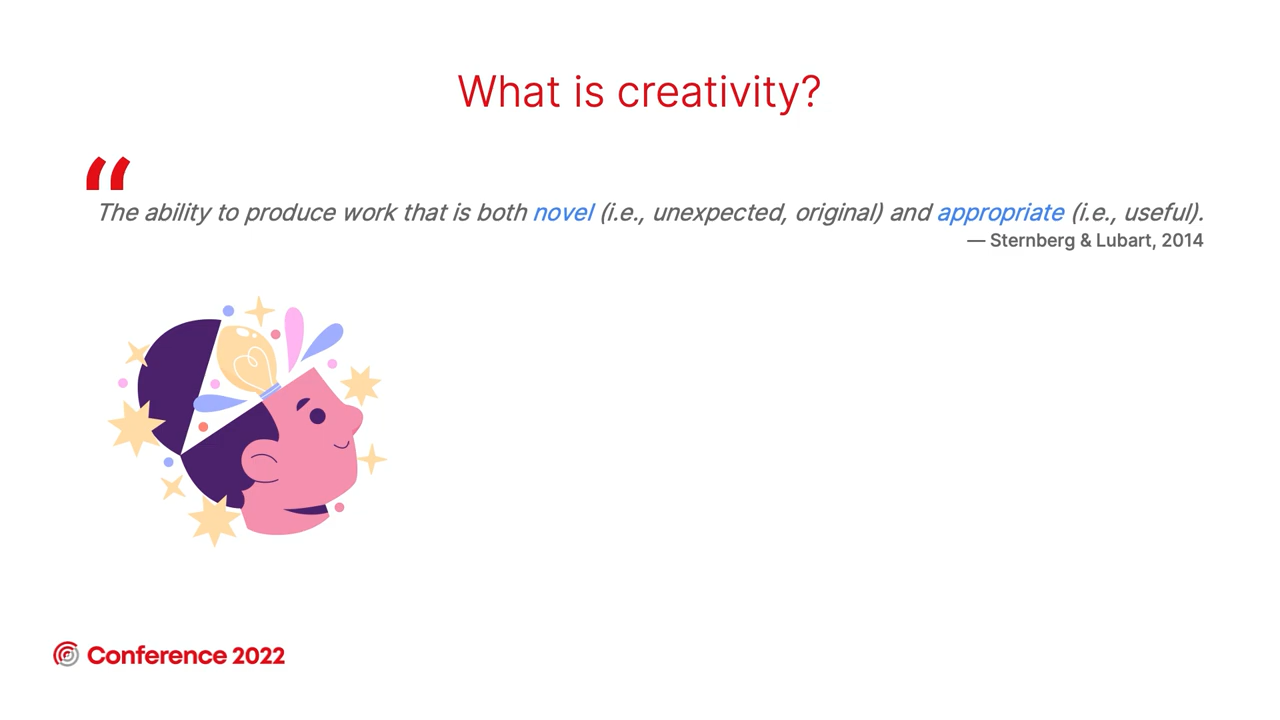 What is creativity?
“
The ability to produce work that is both novel (i.e., unexpected, original) and appropriate (i.e., useful).
— Sternberg & Lubart, 2014
Conference 2022